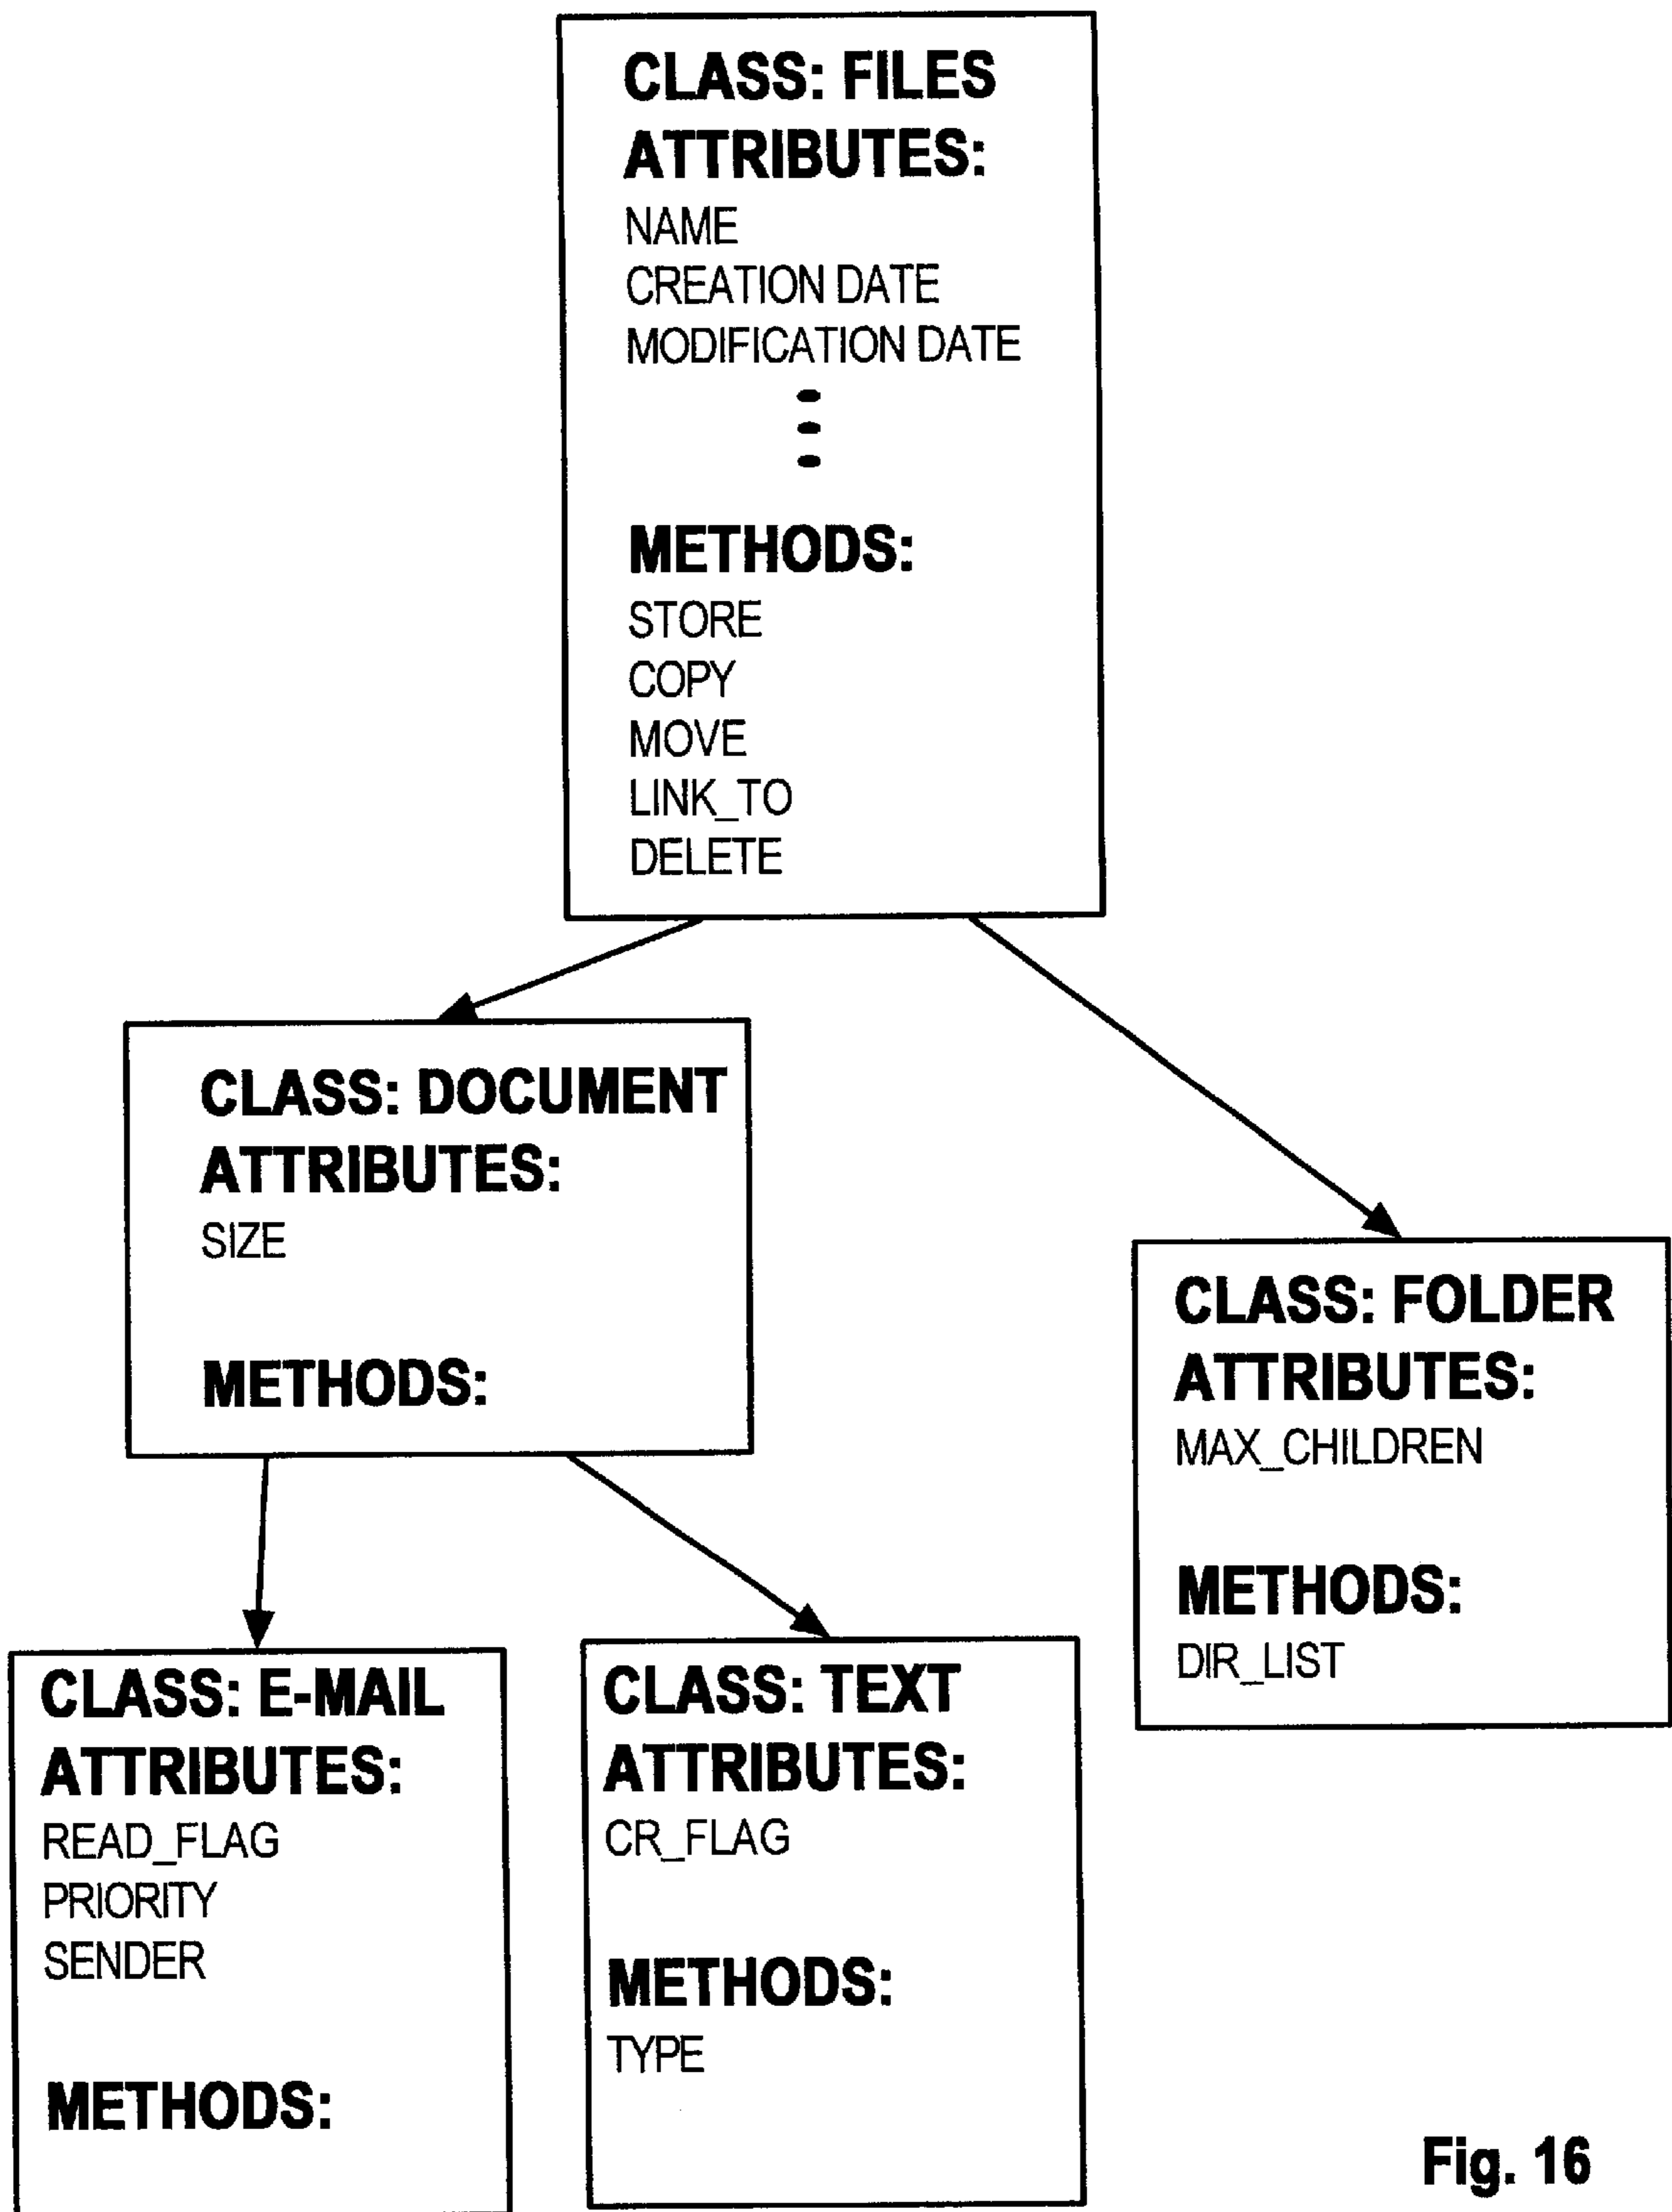 CLASS: FILES
ATTRIBUTES:
NAME
CREATION DATE
MODIFICATION DATE
METHODS:
STORE
COPY
MOVE
LINK_TO
DELETE
CLASS: DOCUMENT
ATTRIBUTES:
SIZE
METHODS:
CLASS: FOLDER
ATTRIBUTES:
MAX_CHILDREN
METHODS:
DIR_LIST
CLASS: E-MAIL
ATTRIBUTES:
READ_FLAG
PRIORITY
SENDER
METHODS:
CLASS: TEXT
ATTRIBUTES:
CR_FLAG
METHODS:
TYPE
Fig. 16